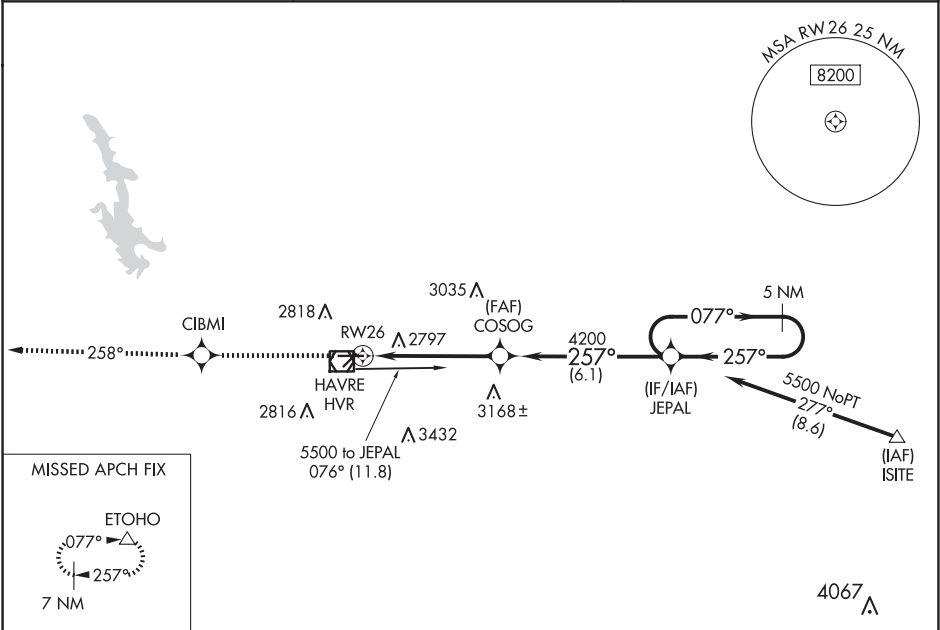 MSA RW26 25 NM
8200
5 NM
3035
(FAF)
COSOG
077°
2818
CIBMI
RW26
2797
4200
257°
(6.1)
257°
258°
HAVRE
HVR
(IF/IAF)
JEPAL
5500 NoPT
277°
(8.6)
2816
3168±
3432
5500 to JEPAL
076° (11.8)
(IAF)
ISITE
MISSED APCH FIX
ETOHO
077°
257°
7 NM
4067